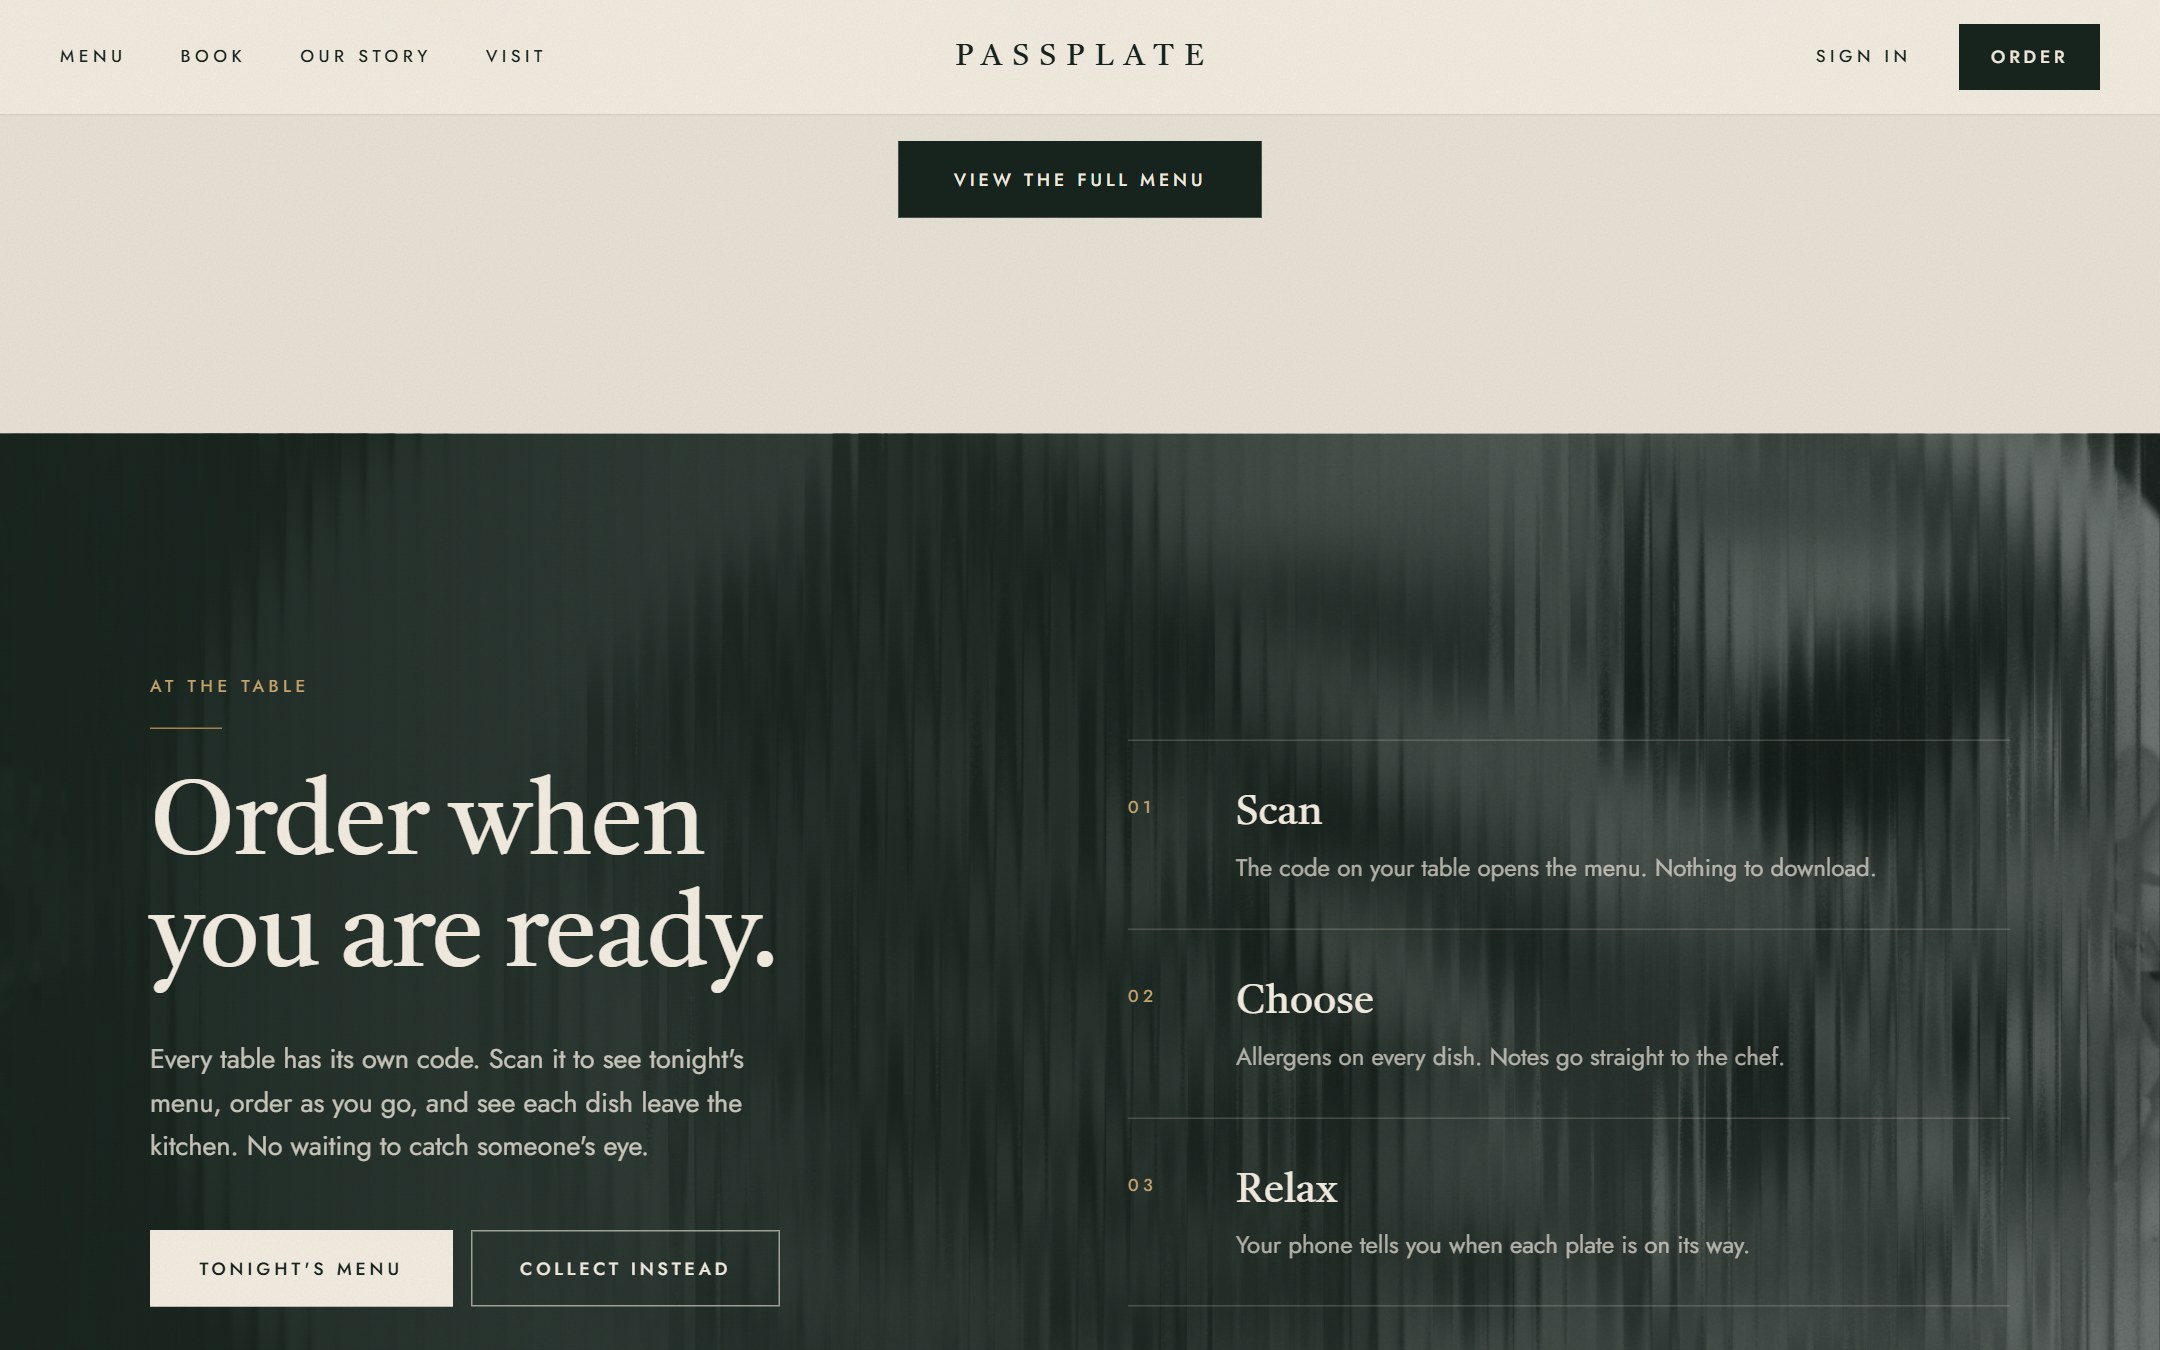 MENU BOOK OUR STORY VISIT PASSPLATE SIGN IN ORDER
VIEW THE FULL MENU
AT THE TABLE
Order when
you are ready.
Every table has its own code. Scan it to see tonight's
menu, order as you go, and see each dish leave the
kitchen. No waiting to catch someone's eye.
TONIGHT'S MENU COLLECT INSTEAD
01 Scan
The code on your table opens the menu. Nothing to download.
02 Choose
Allergens on every dish. Notes go straight to the chef.
03 Relax
Your phone tells you when each plate is on its way.